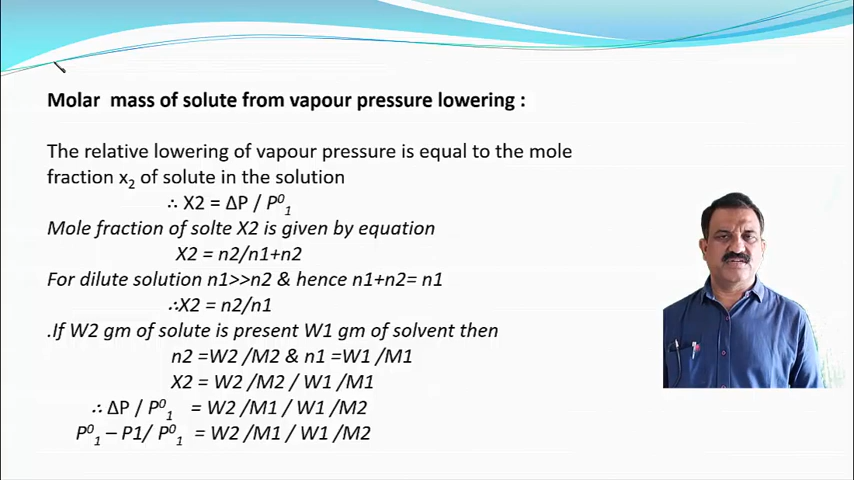 Molar mass of solute from vapour pressure lowering :
The relative lowering of vapour pressure is equal to the mole
fraction x₂ of solute in the solution
∴ X2 = ΔP / P⁰₁
Mole fraction of solte X2 is given by equation
X2 = n2/n1+n2
For dilute solution n1>>n2 & hence n1+n2= n1
∴X2 = n2/n1
.If W2 gm of solute is present W1 gm of solvent then
n2 =W2 /M2 & n1 =W1 /M1
X2 = W2 /M2 / W1 /M1
∴ ΔP / P⁰₁ = W2 /M1 / W1 /M2
P⁰₁ – P1/ P⁰₁ = W2 /M1 / W1 /M2